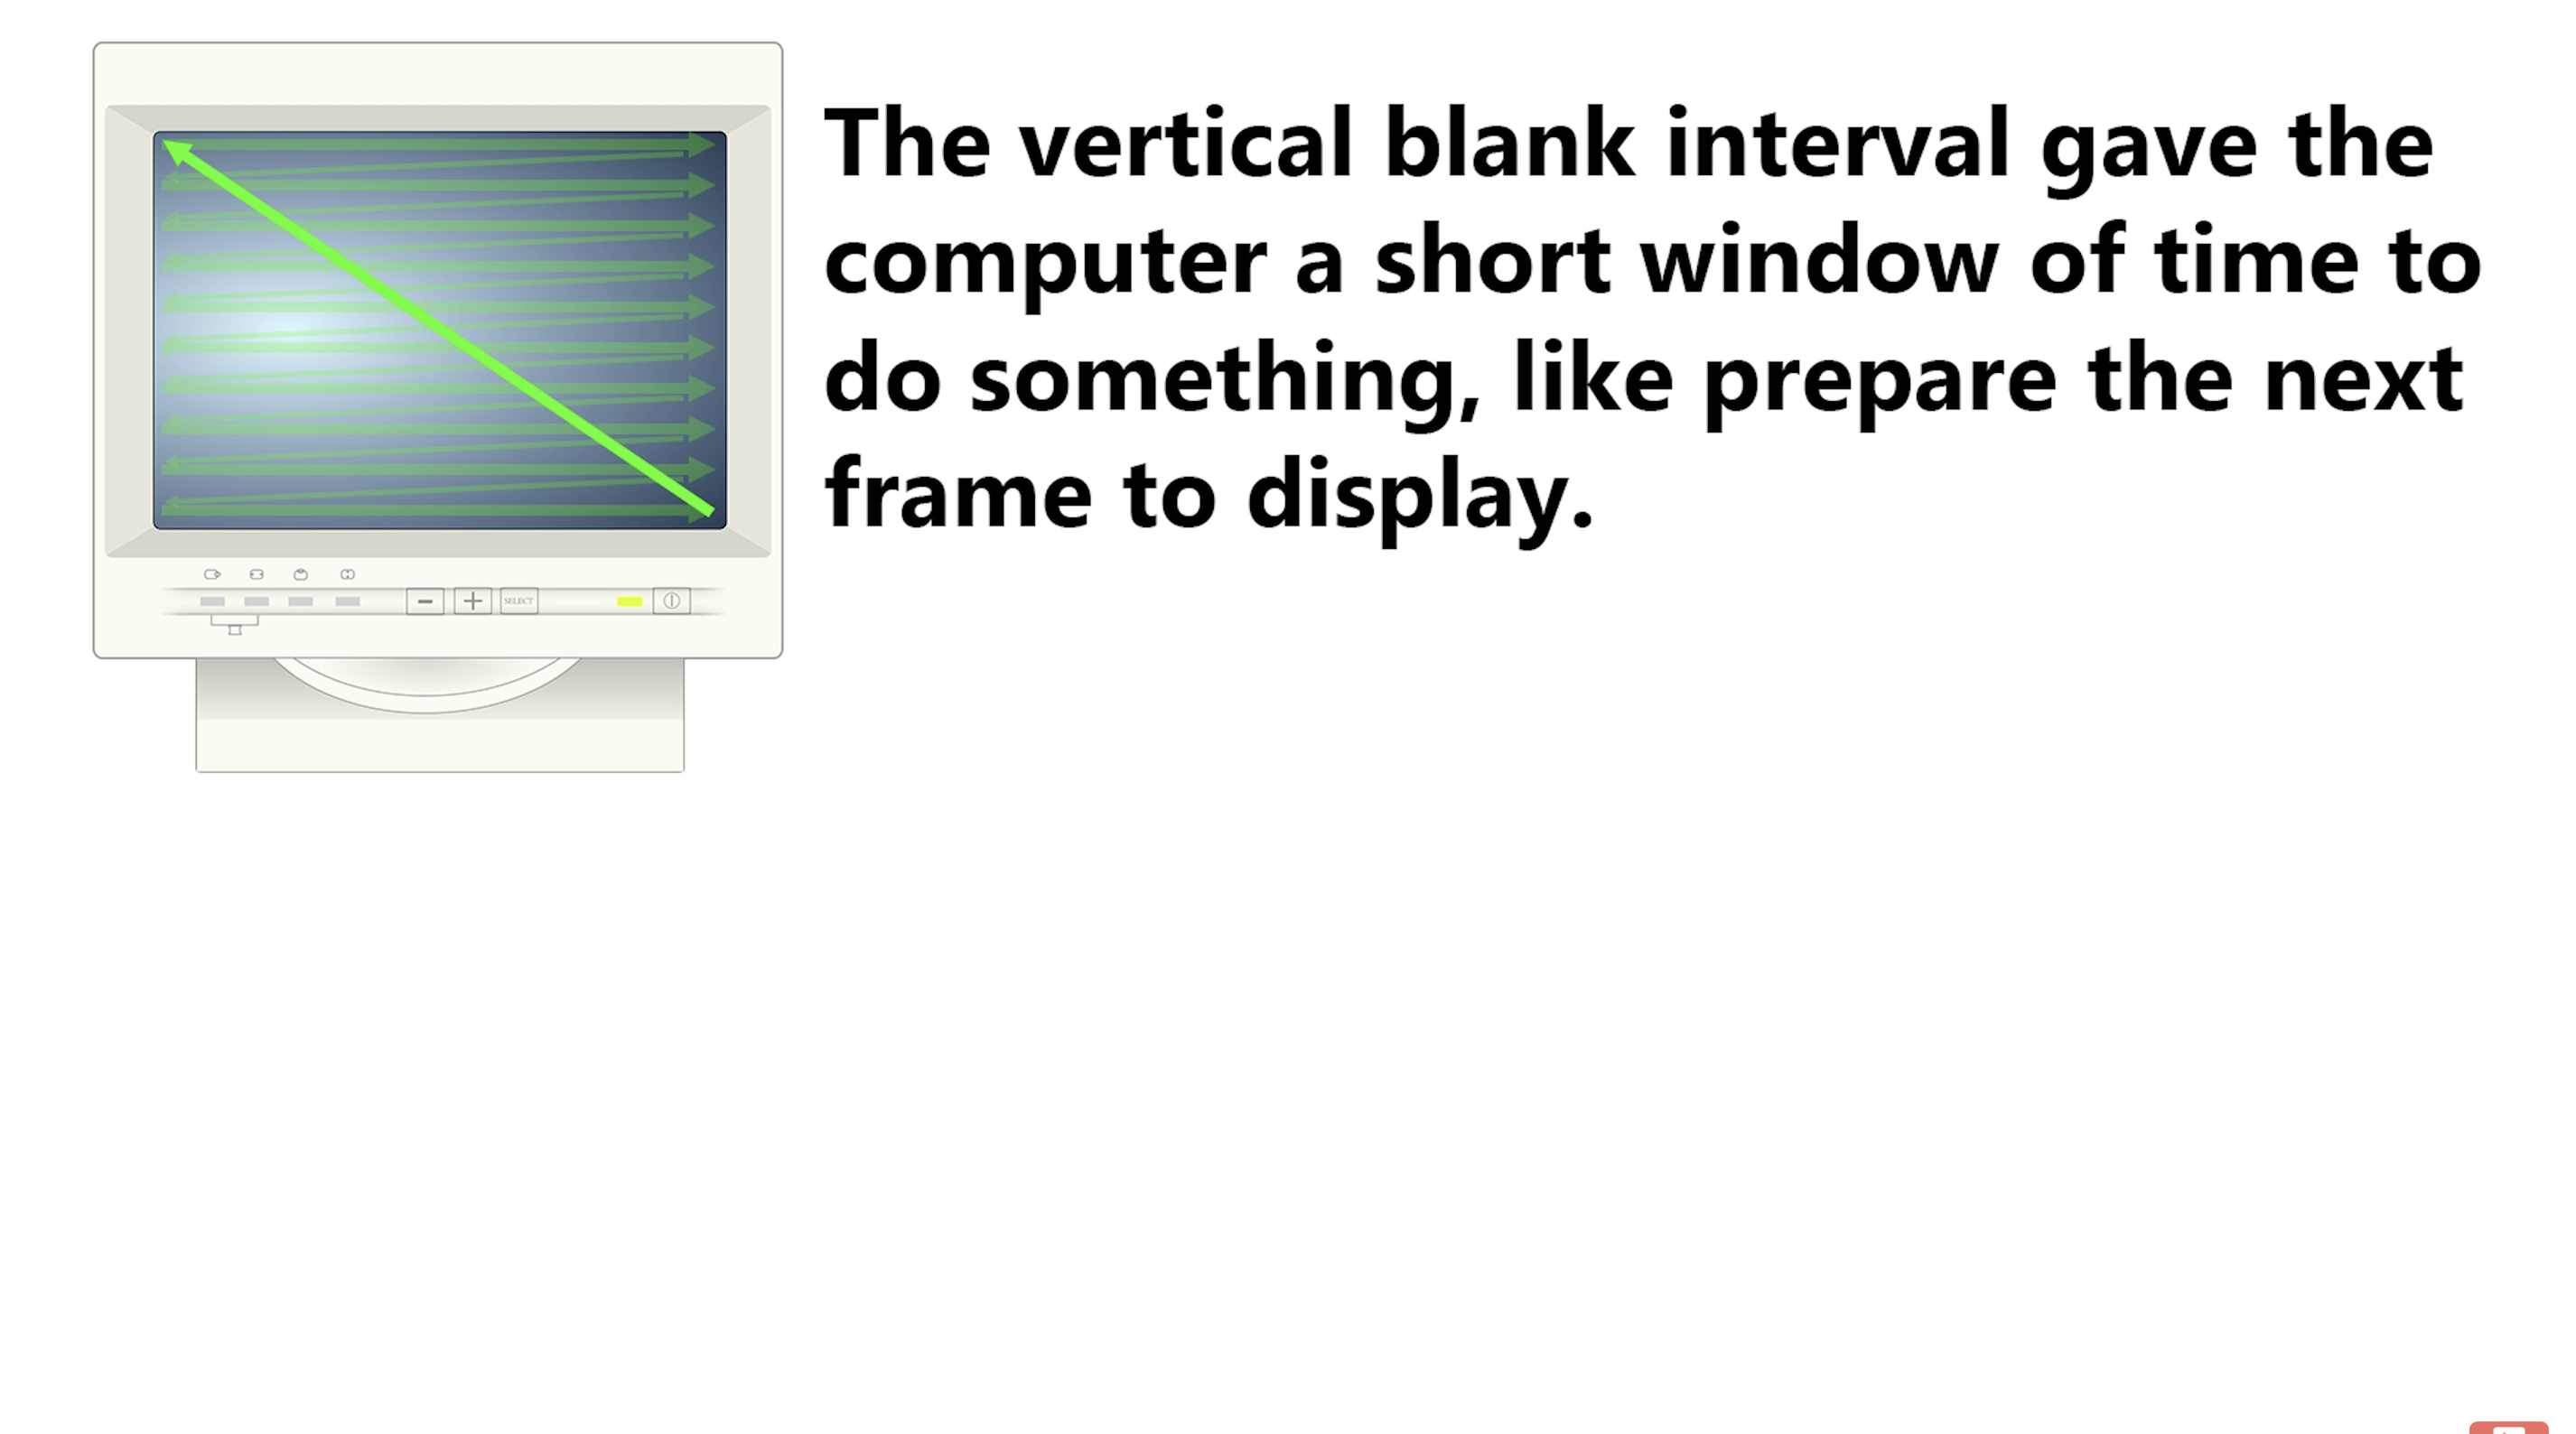 The vertical blank interval gave the
computer a short window of time to
do something, like prepare the next
frame to display.
SELECT